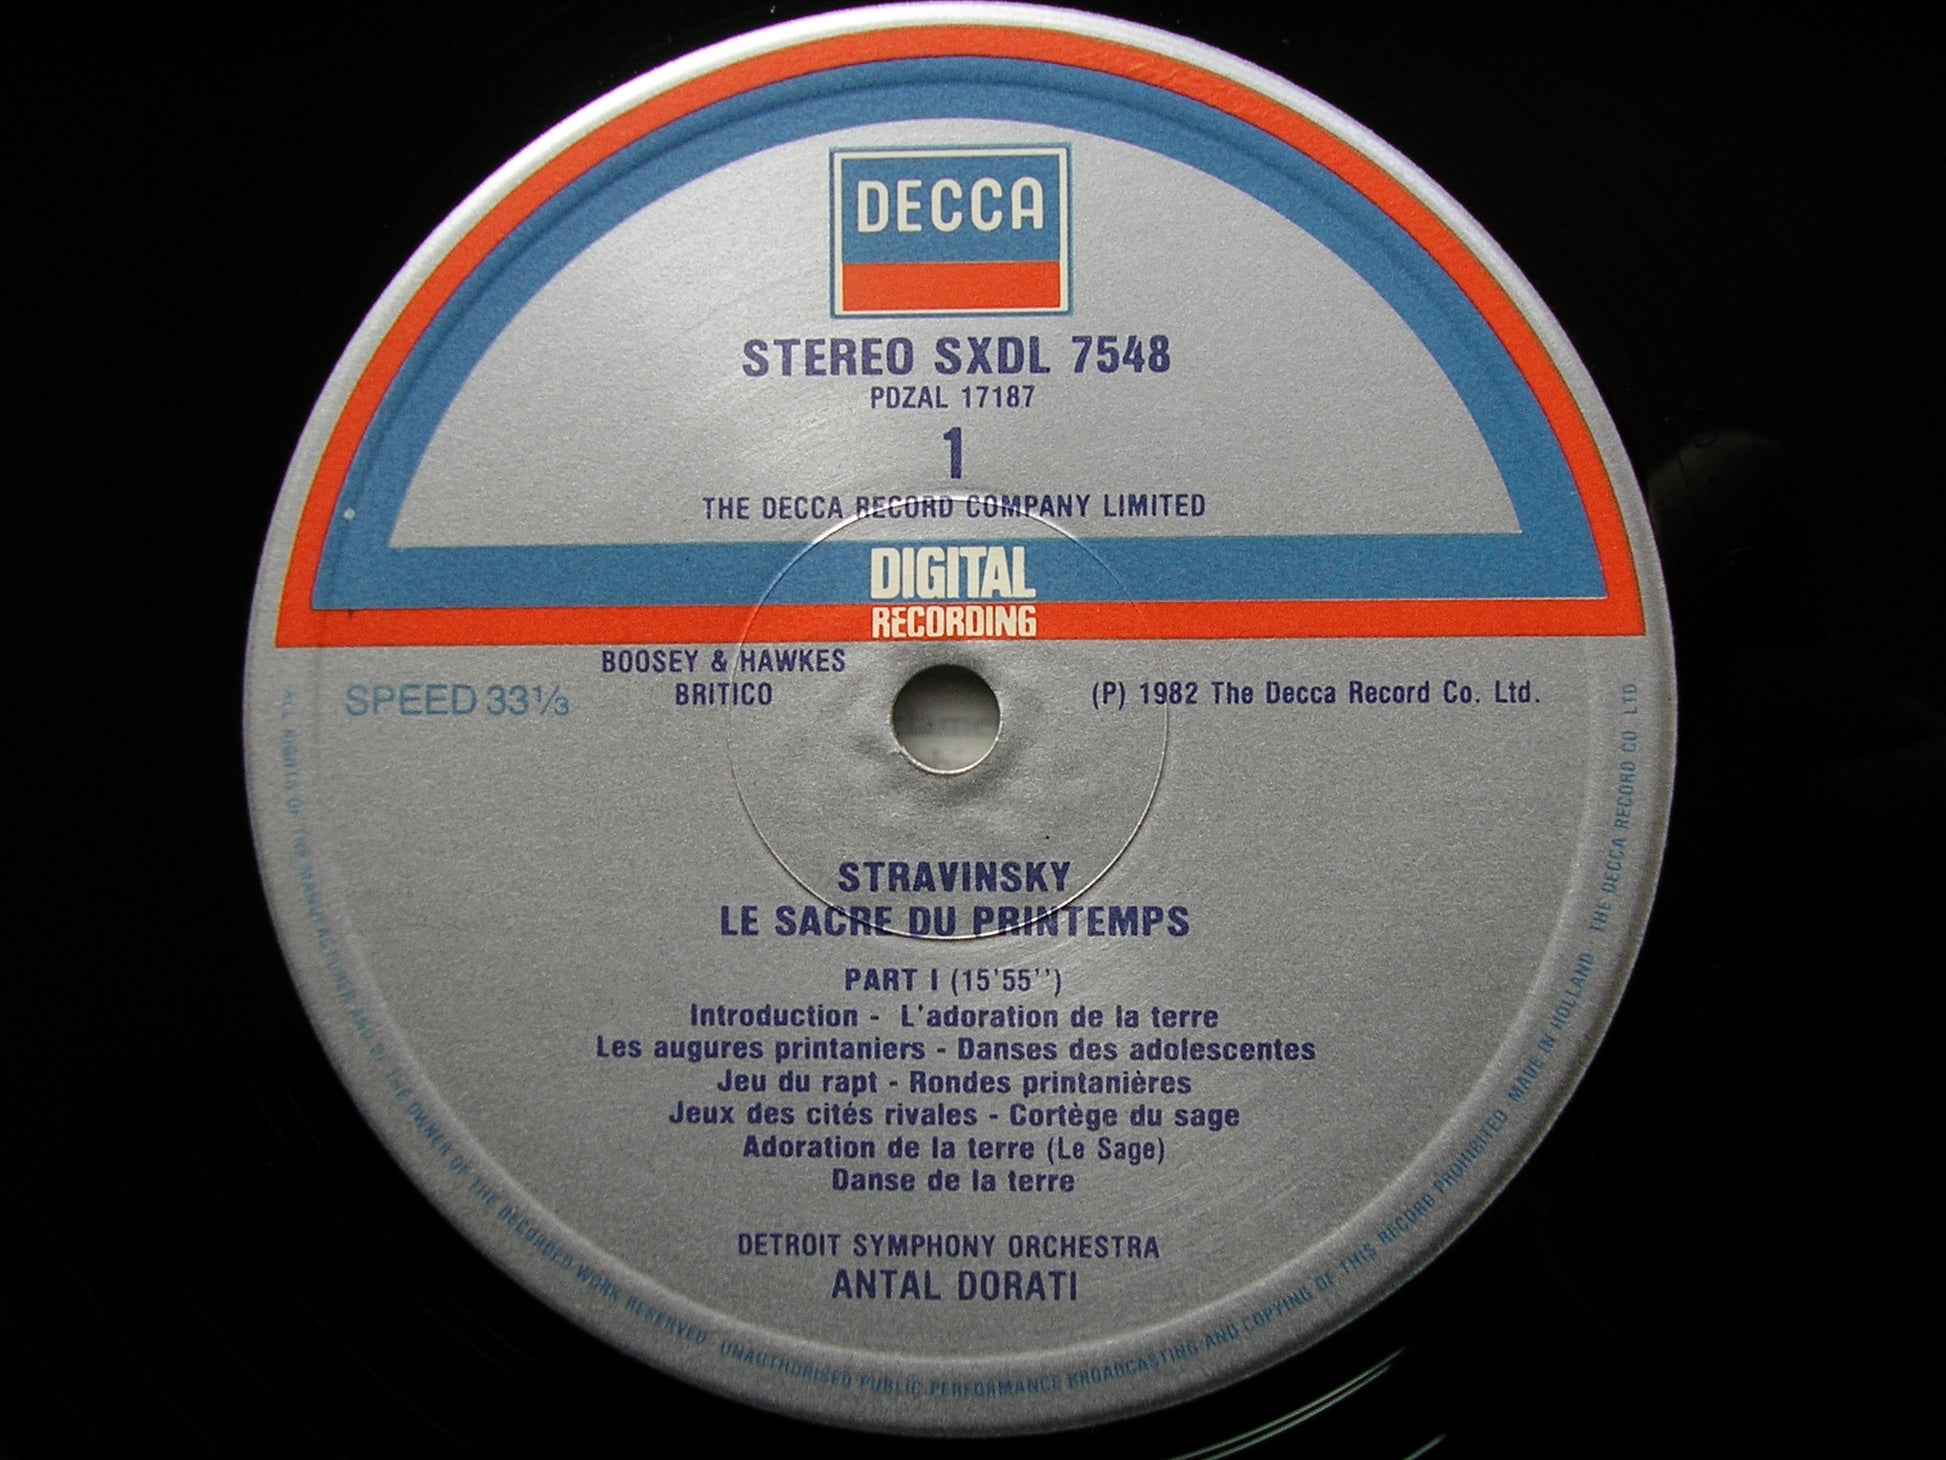 DECCA
STEREO SXDL 7548
PDZAL 17187
1
THE DECCA RECORD COMPANY LIMITED
DIGITAL
RECORDING
BOOSEY & HAWKES
BRITICO
SPEED 33⅓
(P) 1982 The Decca Record Co. Ltd.
STRAVINSKY
LE SACRE DU PRINTEMPS
PART I (15'55'')
Introduction - L'adoration de la terre
Les augures printaniers - Danses des adolescentes
Jeu du rapt - Rondes printanières
Jeux des cités rivales - Cortège du sage
Adoration de la terre (Le Sage)
Danse de la terre
DETROIT SYMPHONY ORCHESTRA
ANTAL DORATI
ALL RIGHTS OF THE MANUFACTURER AND OF THE OWNER OF THE RECORDED WORK RESERVED. UNAUTHORISED PUBLIC PERFORMANCE BROADCASTING AND COPYING OF THIS RECORD PROHIBITED. MADE IN HOLLAND · THE DECCA RECORD CO LTD